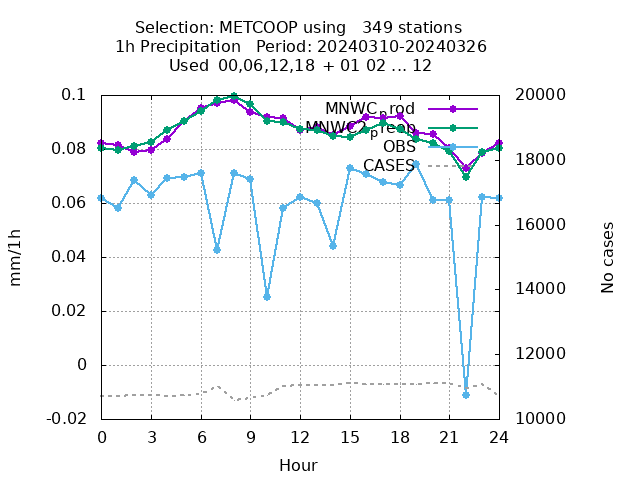 Selection: METCOOP using   349 stations
1h Precipitation   Period: 20240310-20240326
Used 00,06,12,18 + 01 02 ... 12
0.1
0.08
0.06
0.04
0.02
0
-0.02
mm/1h
MNWC_prod
MNWC2_preop
OBS
CASES
20000
18000
16000
14000
12000
10000
No cases
0 3 6 9 12 15 18 21 24
Hour